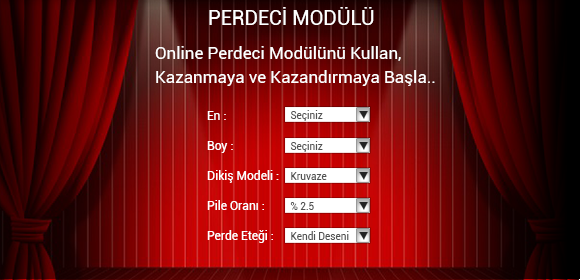 PERDECİ MODÜLÜ
Online Perdeci Modülünü Kullan,
Kazanmaya ve Kazandırmaya Başla..
En : Seçiniz
Boy : Seçiniz
Dikiş Modeli : Kruvaze
Pile Oranı : % 2.5
Perde Eteği : Kendi Deseni